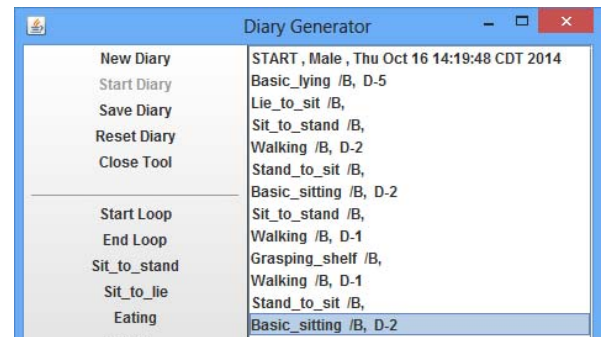 Diary Generator
New Diary
Start Diary
Save Diary
Reset Diary
Close Tool
Start Loop
End Loop
Sit_to_stand
Sit_to_lie
Eating
START , Male , Thu Oct 16 14:19:48 CDT 2014
Basic_lying /B, D-5
Lie_to_sit /B,
Sit_to_stand /B,
Walking /B, D-2
Stand_to_sit /B,
Basic_sitting /B, D-2
Sit_to_stand /B,
Walking /B, D-1
Grasping_shelf /B,
Walking /B, D-1
Stand_to_sit /B,
Basic_sitting /B, D-2